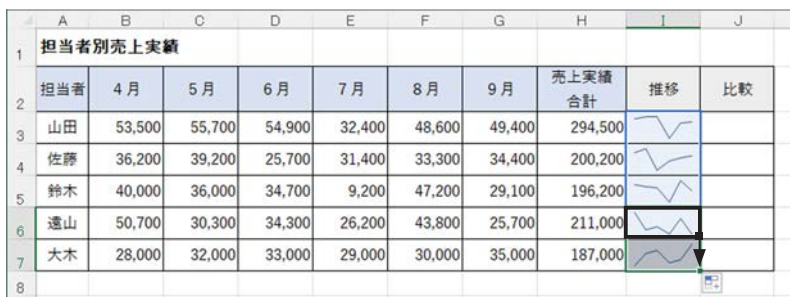 A B C D E F G H I J
1 担当者別売上実績
2 担当者 4月 5月 6月 7月 8月 9月 売上実績合計 推移 比較
3 山田 53,500 55,700 54,900 32,400 48,600 49,400 294,500
4 佐藤 36,200 39,200 25,700 31,400 33,300 34,400 200,200
5 鈴木 40,000 36,000 34,700 9,200 47,200 29,100 196,200
6 遠山 50,700 30,300 34,300 26,200 43,800 25,700 211,000
7 大木 28,000 32,000 33,000 29,000 30,000 35,000 187,000
8